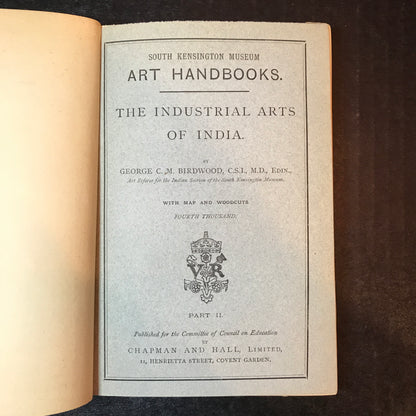 SOUTH KENSINGTON MUSEUM
ART HANDBOOKS.
THE INDUSTRIAL ARTS
OF INDIA.
BY
GEORGE C. M. BIRDWOOD, C.S.I., M.D., EDIN.,
Art Referee for the Indian Section of the South Kensington Museum.
WITH MAP AND WOODCUTS
FOURTH THOUSAND.
VR
PART II.
Published for the Committee of Council on Education
BY
CHAPMAN AND HALL, LIMITED,
11, HENRIETTA STREET, COVENT GARDEN.